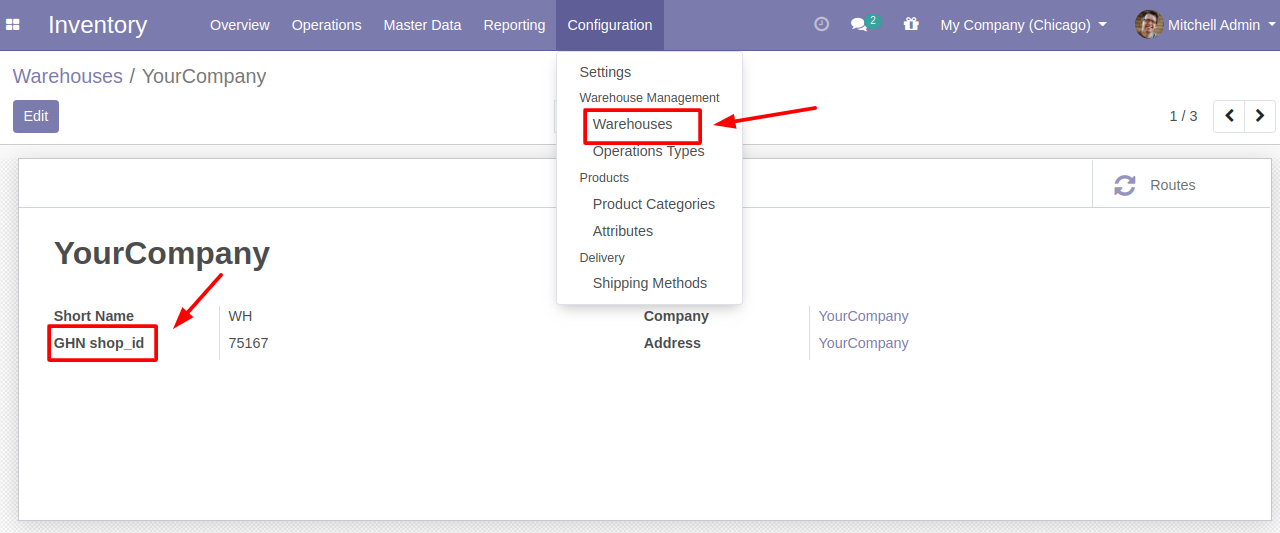 Inventory Overview Operations Master Data Reporting Configuration 2 My Company (Chicago) Mitchell Admin
Warehouses / YourCompany
Edit
1 / 3
Settings
Warehouse Management
Warehouses
Operations Types
Products
Product Categories
Attributes
Delivery
Shipping Methods
Routes
YourCompany
Short Name WH
GHN shop_id 75167
Company YourCompany
Address YourCompany